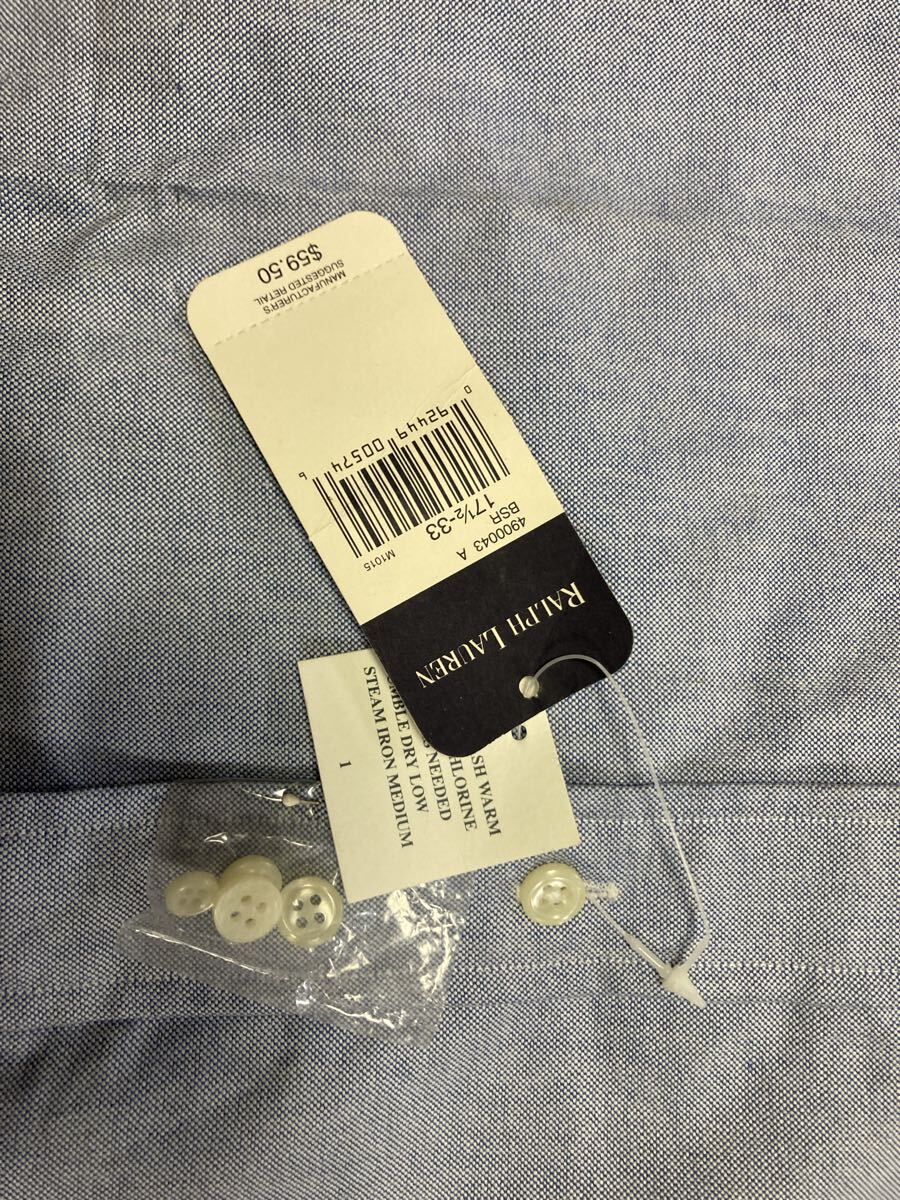 RALPH LAUREN
4900043 A
BSR
17½-33
M1015
0 92449 00574 6
MANUFACTURER'S
SUGGESTED RETAIL
$59.50
SH WARM
HLORINE
NEEDED
MBLE DRY LOW
STEAM IRON MEDIUM
1